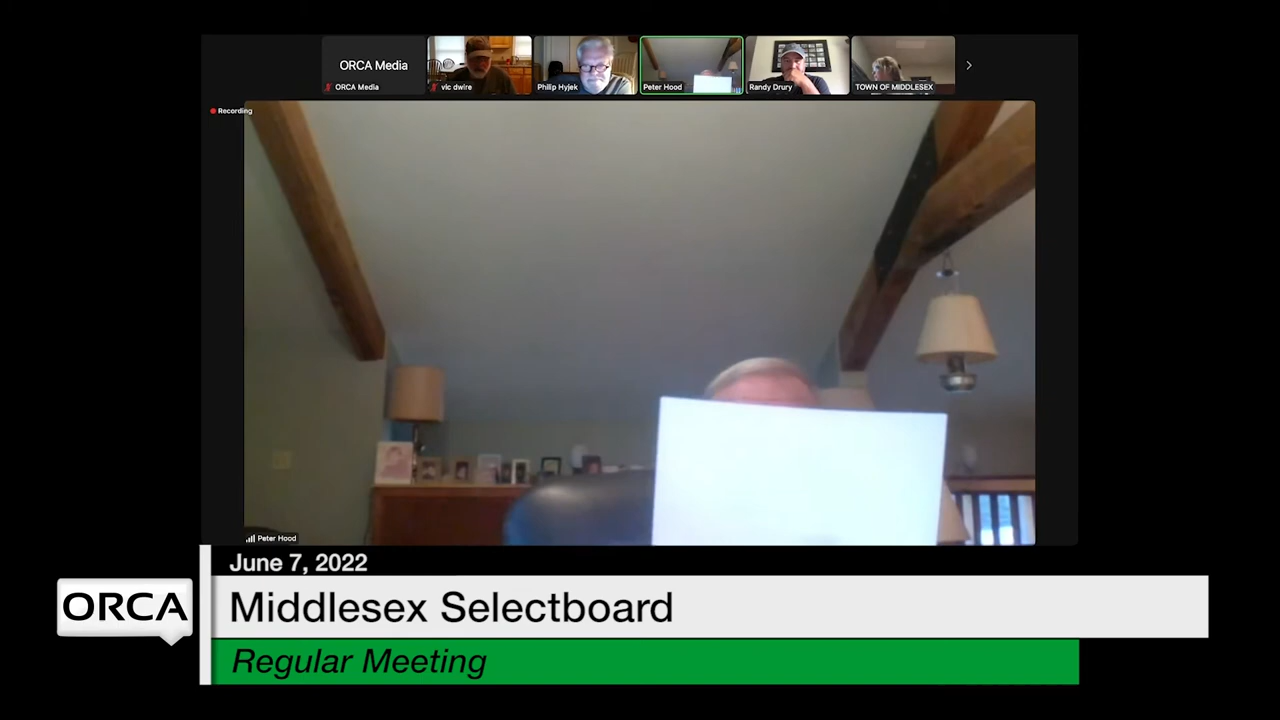 ORCA Media
ORCA Media
vic dwire
Philip Hyjek
Peter Hood
Randy Drury
TOWN OF MIDDLESEX
Recording
Peter Hood
June 7, 2022
ORCA
Middlesex Selectboard
Regular Meeting